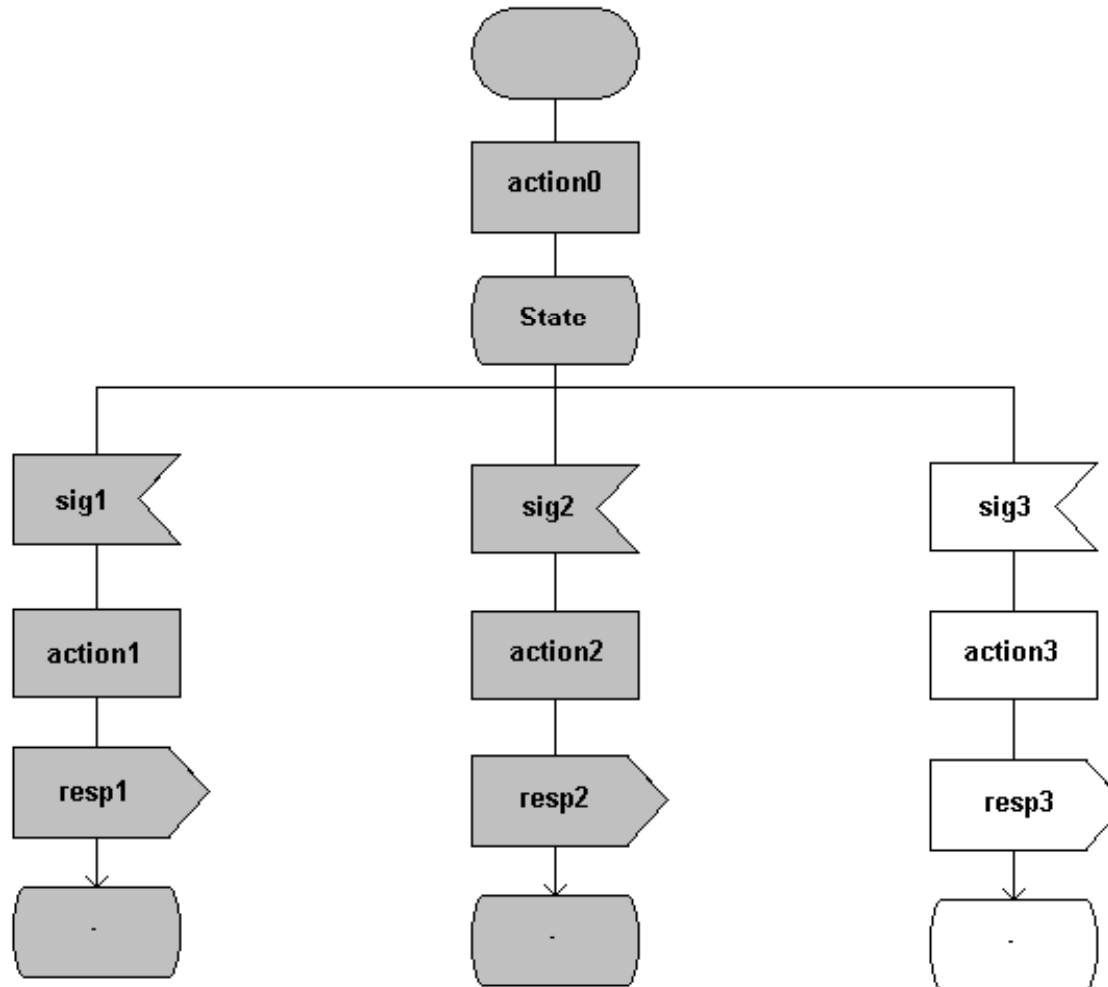 action0
State
sig1
sig2
sig3
action1
action2
action3
resp1
resp2
resp3
-
-
-